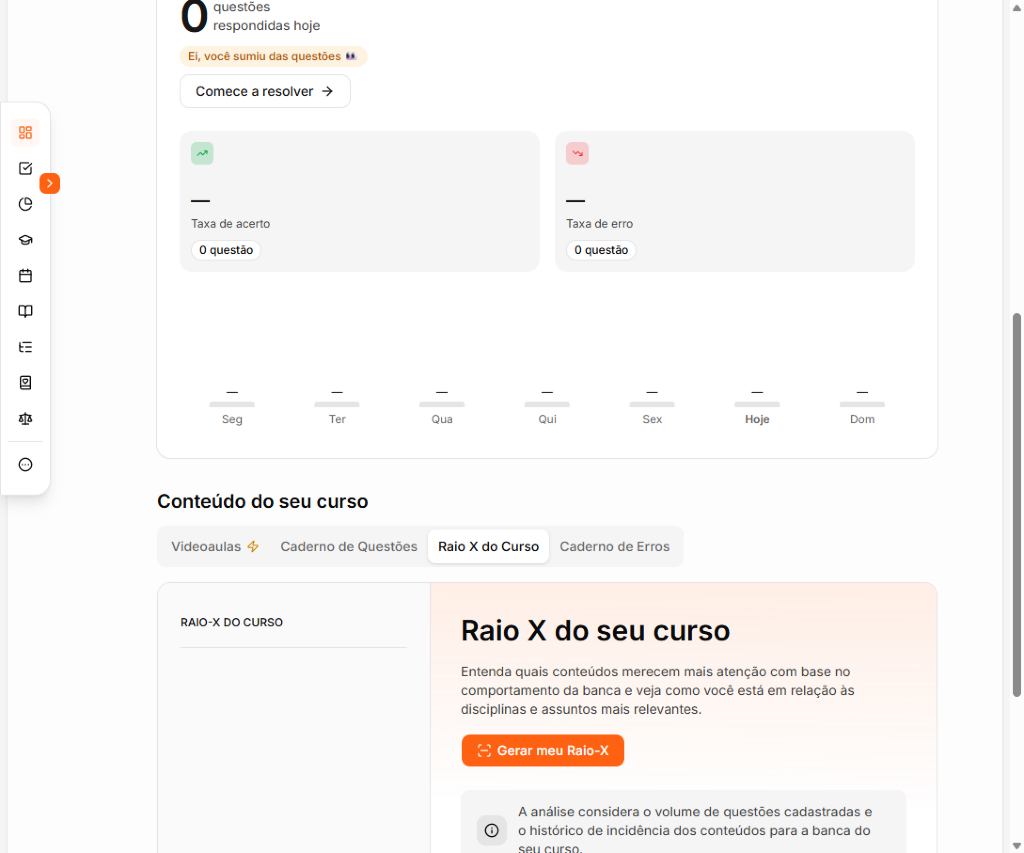 0 questões
respondidas hoje
Ei, você sumiu das questões 👀
Comece a resolver →
—
Taxa de acerto
0 questão
—
Taxa de erro
0 questão
— — — — — — —
Seg Ter Qua Qui Sex Hoje Dom
Conteúdo do seu curso
Videoaulas Caderno de Questões Raio X do Curso Caderno de Erros
RAIO-X DO CURSO
Raio X do seu curso
Entenda quais conteúdos merecem mais atenção com base no
comportamento da banca e veja como você está em relação às
disciplinas e assuntos mais relevantes.
Gerar meu Raio-X
A análise considera o volume de questões cadastradas e
o histórico de incidência dos conteúdos para a banca do
seu curso.